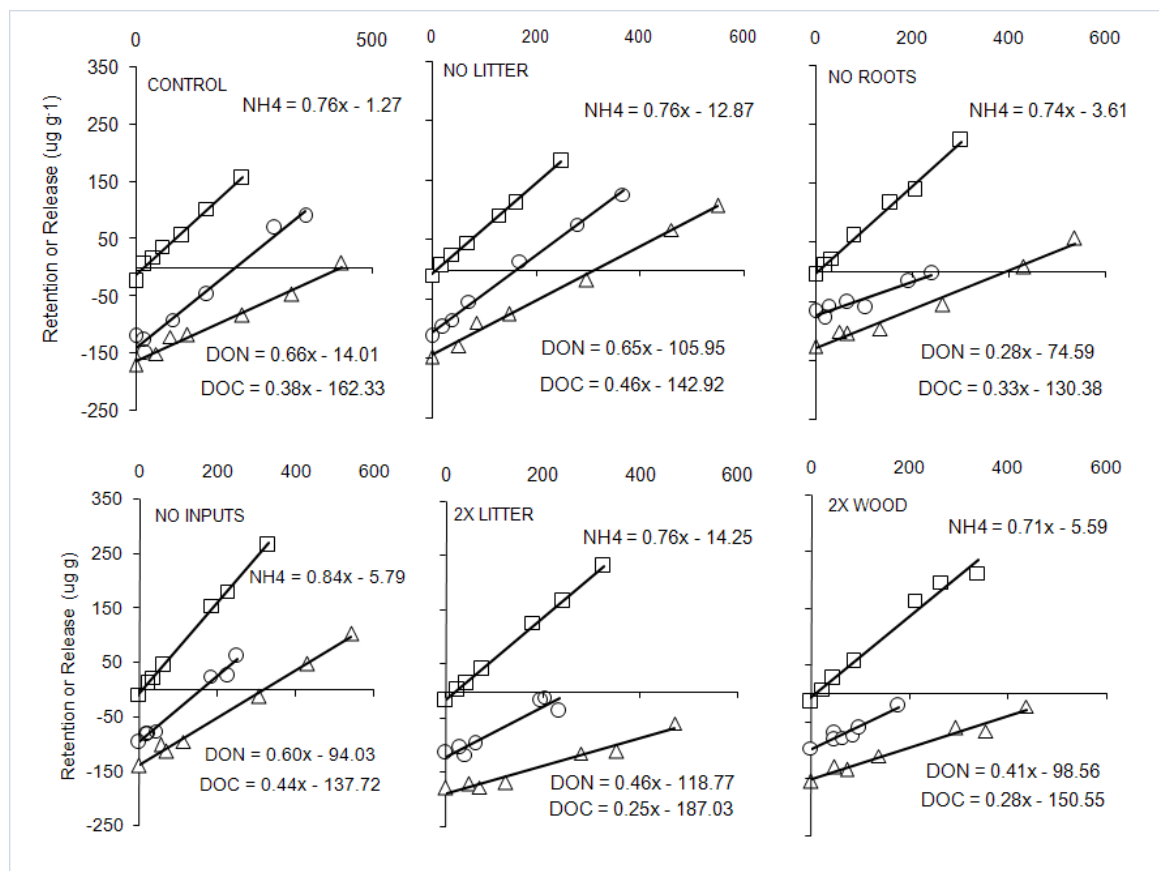 0 500
0 200 400 600
0 200 400 600
350
250
150
50
-50
-150
-250
Retention or Release (ug g-1)
CONTROL
NH4 = 0.76x - 1.27
DON = 0.66x - 14.01
DOC = 0.38x - 162.33
NO LITTER
NH4 = 0.76x - 12.87
DON = 0.65x - 105.95
DOC = 0.46x - 142.92
NO ROOTS
NH4 = 0.74x - 3.61
DON = 0.28x - 74.59
DOC = 0.33x - 130.38
0 200 400 600
0 200 400 600
0 200 400 600
350
250
150
50
-50
-150
-250
Retention or Release (ug g)
NO INPUTS
NH4 = 0.84x - 5.79
DON = 0.60x - 94.03
DOC = 0.44x - 137.72
2X LITTER
NH4 = 0.76x - 14.25
DON = 0.46x - 118.77
DOC = 0.25x - 187.03
2X WOOD
NH4 = 0.71x - 5.59
DON = 0.41x - 98.56
DOC = 0.28x - 150.55